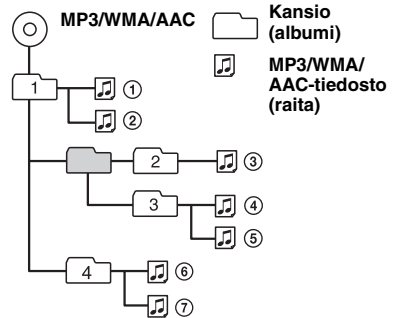 MP3/WMA/AAC
Kansio
(albumi)
MP3/WMA/
AAC-tiedosto
(raita)
1
①
②
2
③
3
④
⑤
4
⑥
⑦